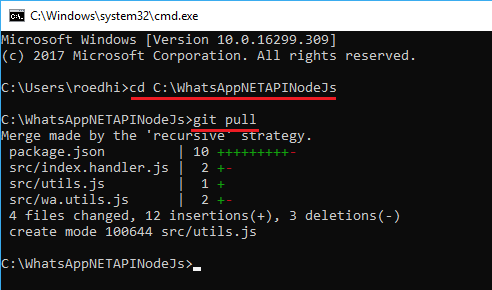 C:\Windows\system32\cmd.exe
Microsoft Windows [Version 10.0.16299.309]
(c) 2017 Microsoft Corporation. All rights reserved.
C:\Users\roedhi>cd C:\WhatsAppNETAPINodeJs
C:\WhatsAppNETAPINodeJs>git pull
Merge made by the 'recursive' strategy.
package.json         | 10 +++++++++-
src/index.handler.js |  2 +-
src/utils.js         |  1 +
src/wa.utils.js      |  2 +-
4 files changed, 12 insertions(+), 3 deletions(-)
create mode 100644 src/utils.js
C:\WhatsAppNETAPINodeJs>